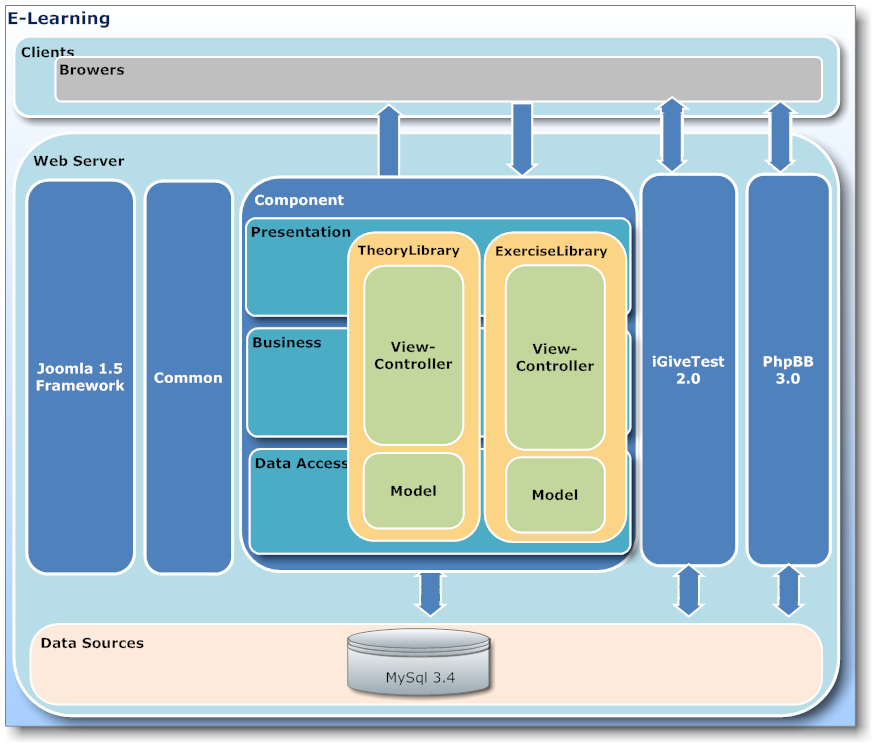 E-Learning
Clients
Browers
Web Server
Joomla 1.5
Framework
Common
Component
Presentation
Business
Data Access
TheoryLibrary
View-
Controller
Model
ExerciseLibrary
View-
Controller
Model
iGiveTest
2.0
PhpBB
3.0
Data Sources
MySql 3.4